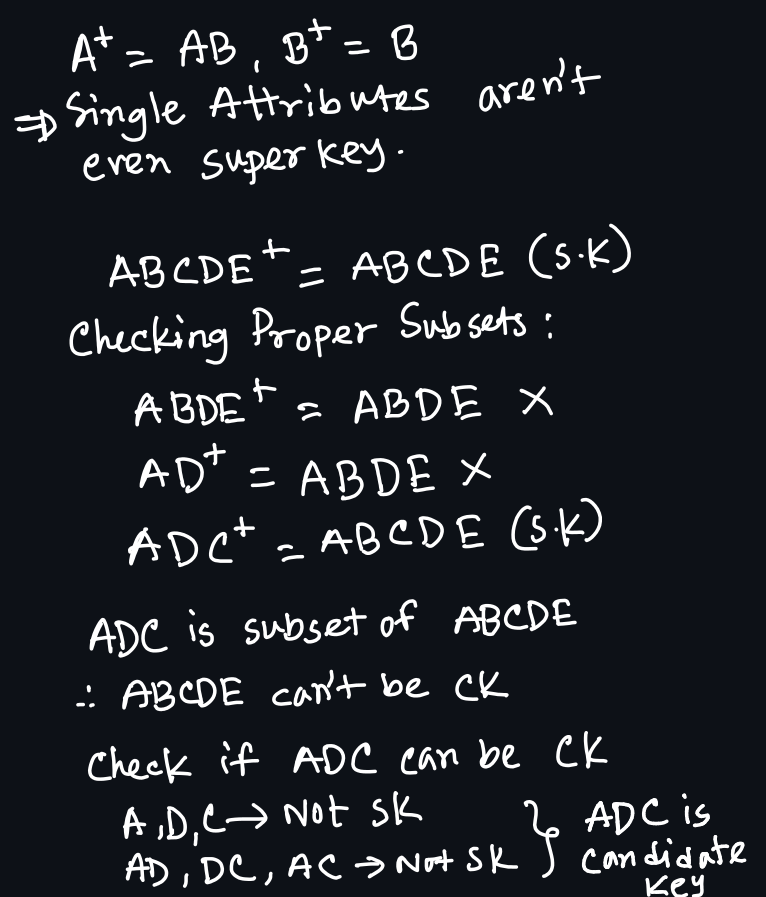 A⁺ = AB, B⁺ = B
⇒ Single Attributes aren't
even super key.
ABCDE⁺ = ABCDE (S.K)
Checking Proper Subsets :
ABDE⁺ = ABDE ×
AD⁺ = ABDE ×
ADC⁺ = ABCDE (S.K)
ADC is subset of ABCDE
∴ ABCDE can't be CK
Check if ADC can be CK
A,D,C → Not SK } ADC is
AD, DC, AC → Not SK } candidate
key